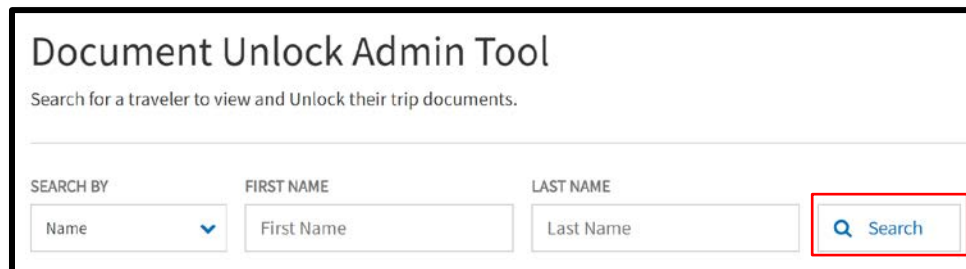 Document Unlock Admin Tool
Search for a traveler to view and Unlock their trip documents.
SEARCH BY FIRST NAME LAST NAME
Name First Name Last Name Search